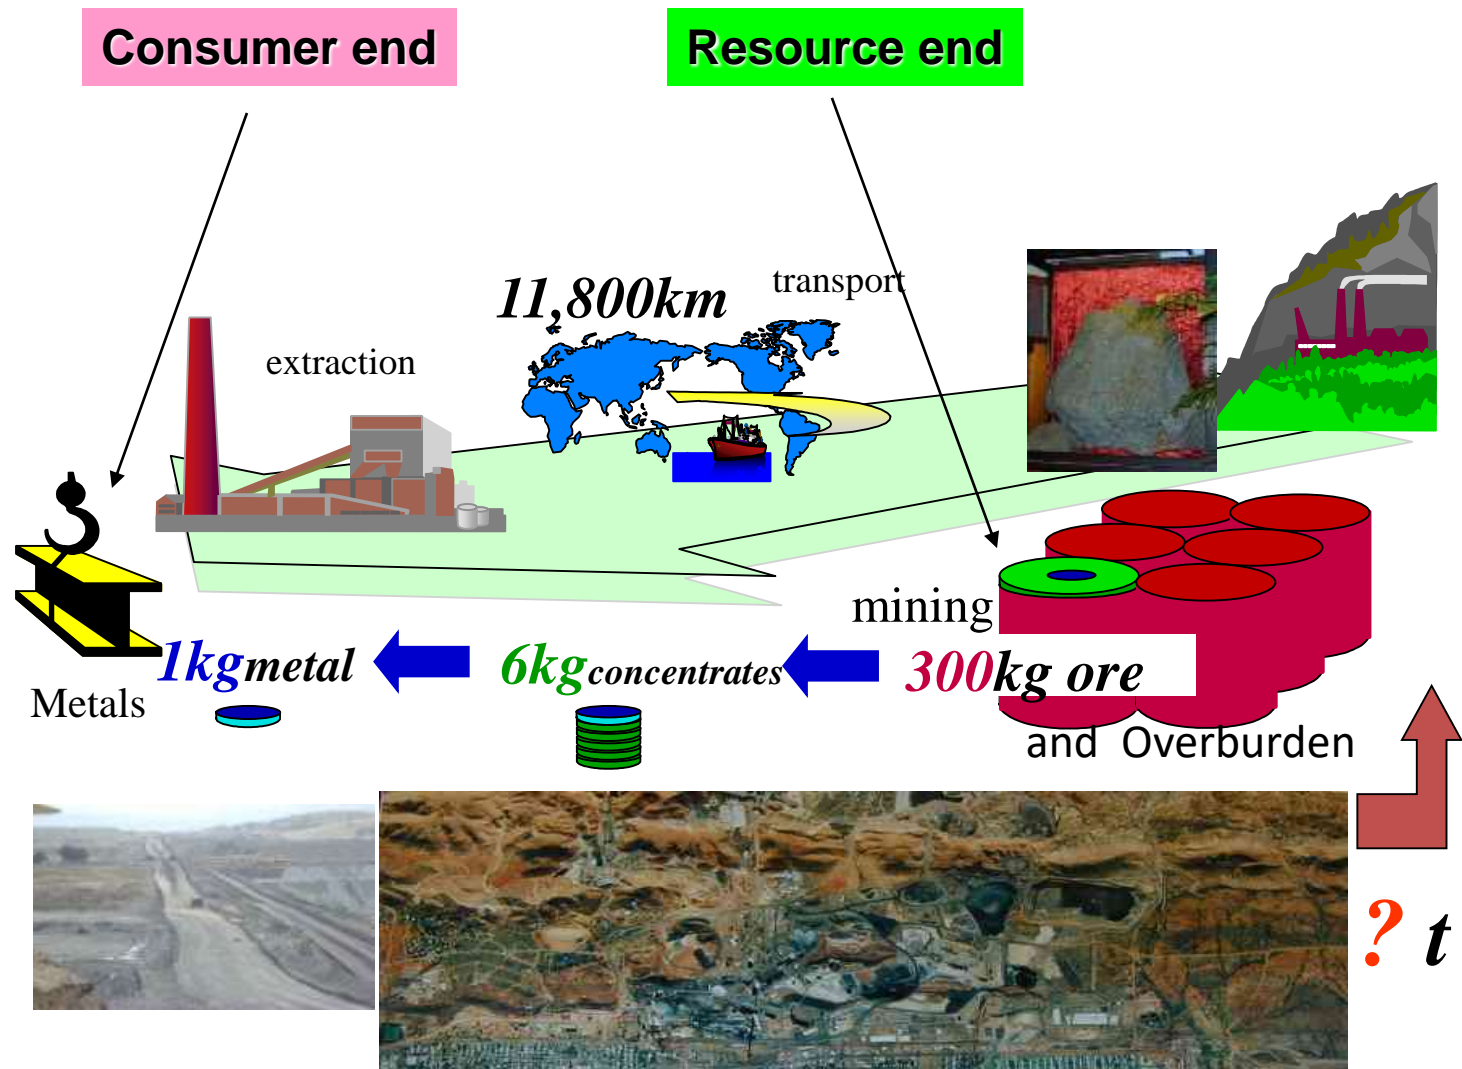 Consumer end
Resource end
11,800km
transport
extraction
mining
1kgmetal
6kgconcentrates
300kg ore
Metals
and Overburden
? t